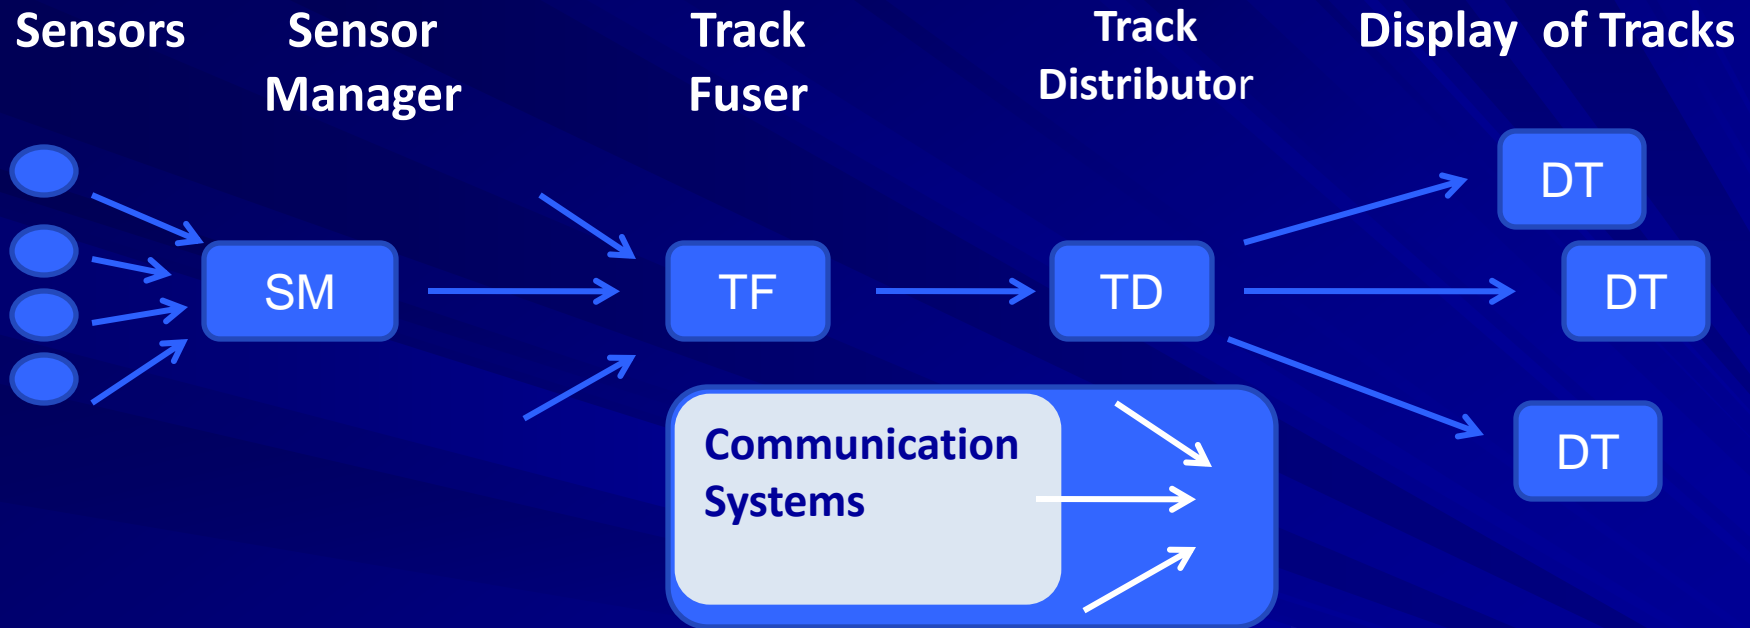 Sensors
Sensor
Manager
Track
Fuser
Track
Distributor
Display of Tracks
SM
TF
TD
DT
DT
DT
Communication
Systems